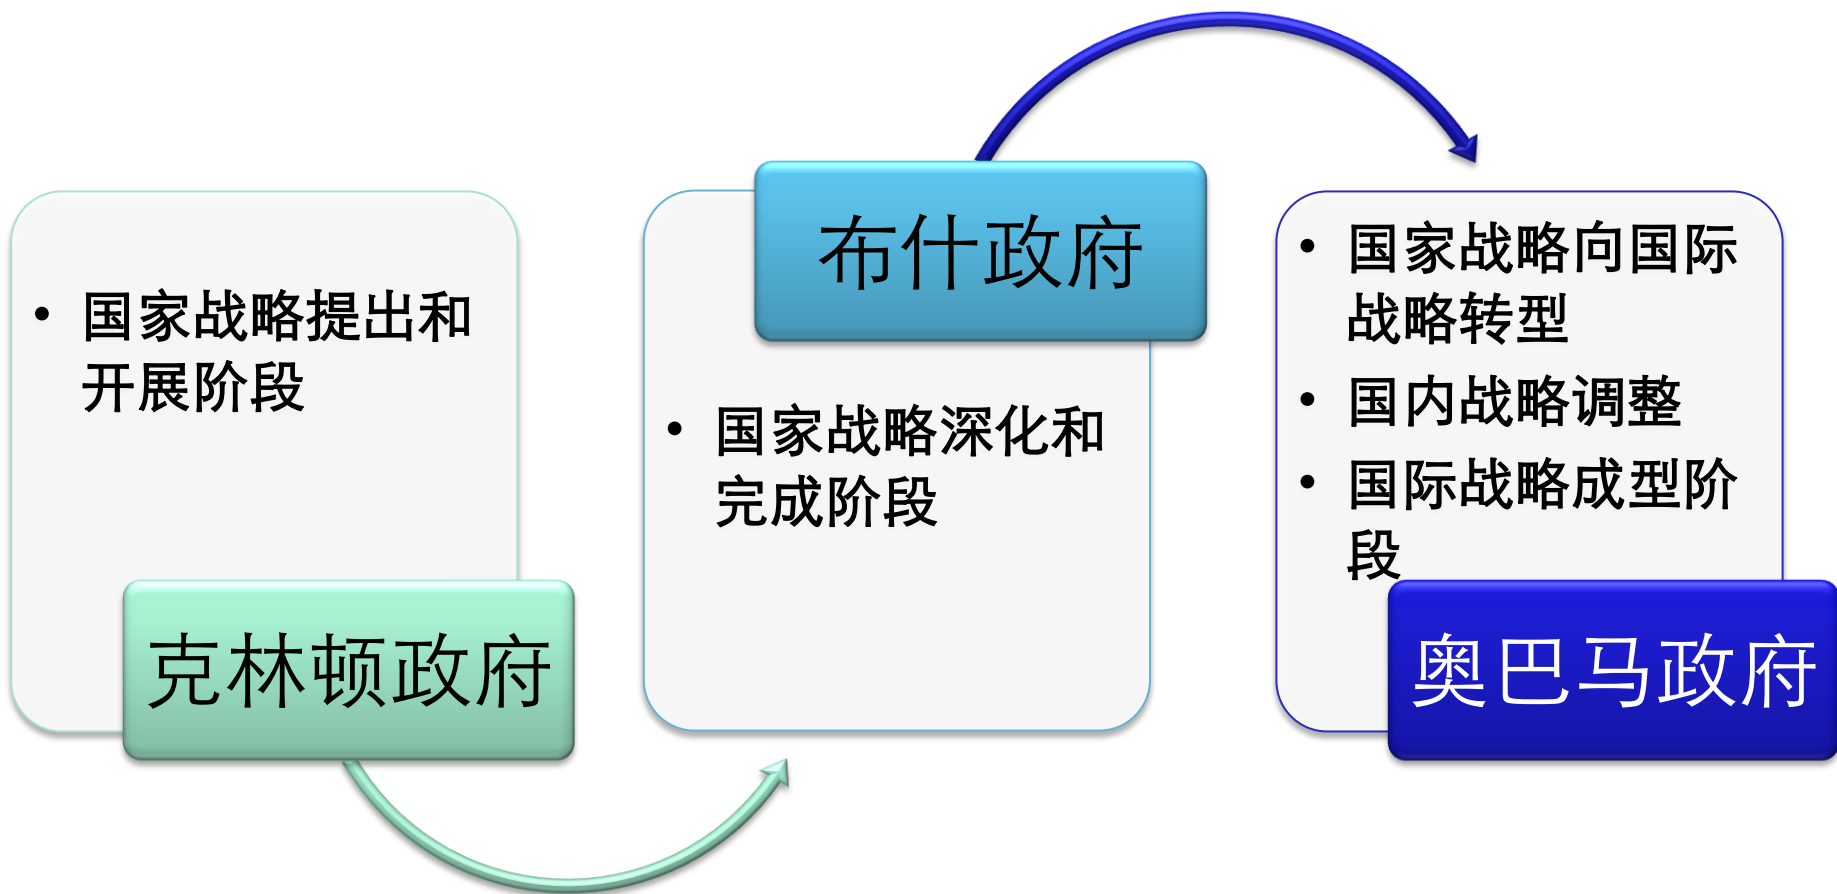 • 国家战略提出和
开展阶段
克林顿政府
布什政府
• 国家战略深化和
完成阶段
• 国家战略向国际
战略转型
• 国内战略调整
• 国际战略成型阶
段
奥巴马政府